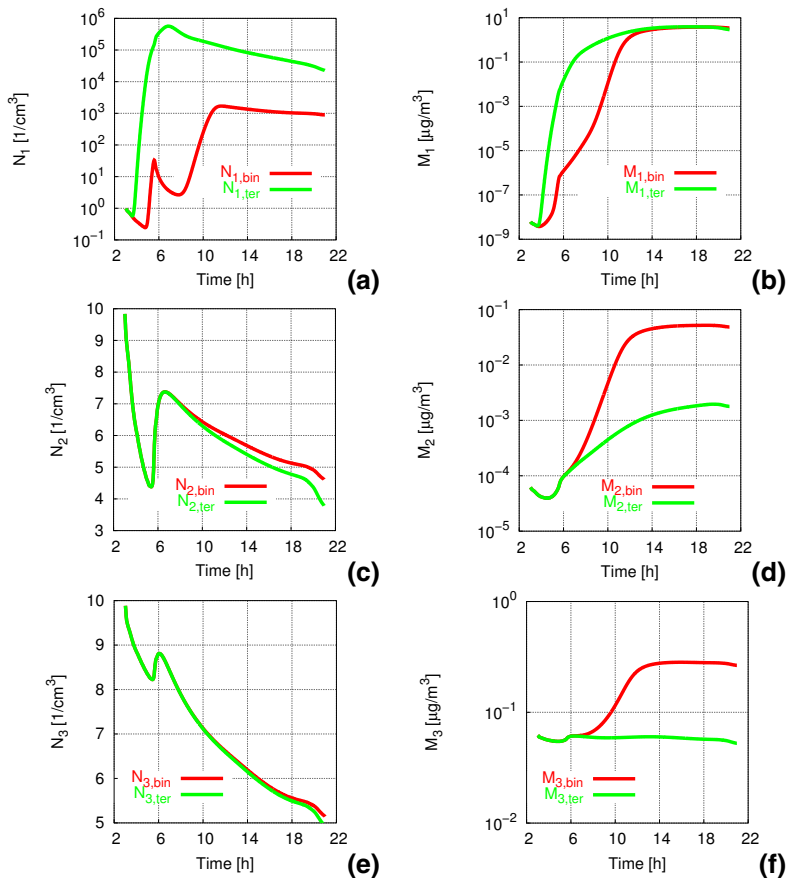 10^6
10^5
10^4
10^3
10^2
10^1
10^0
10^-1
N_1 [1/cm^3]
N_1,bin
N_1,ter
2 6 10 14 18 22
Time [h]
(a)
10^1
10^-1
10^-3
10^-5
10^-7
10^-9
M_1 [μg/m^3]
M_1,bin
M_1,ter
2 6 10 14 18 22
Time [h]
(b)
10
9
8
7
6
5
4
3
N_2 [1/cm^3]
N_2,bin
N_2,ter
2 6 10 14 18 22
Time [h]
(c)
10^-1
10^-2
10^-3
10^-4
10^-5
M_2 [μg/m^3]
M_2,bin
M_2,ter
2 6 10 14 18 22
Time [h]
(d)
10
9
8
7
6
5
N_3 [1/cm^3]
N_3,bin
N_3,ter
2 6 10 14 18 22
Time [h]
(e)
10^0
10^-1
10^-2
M_3 [μg/m^3]
M_3,bin
M_3,ter
2 6 10 14 18 22
Time [h]
(f)